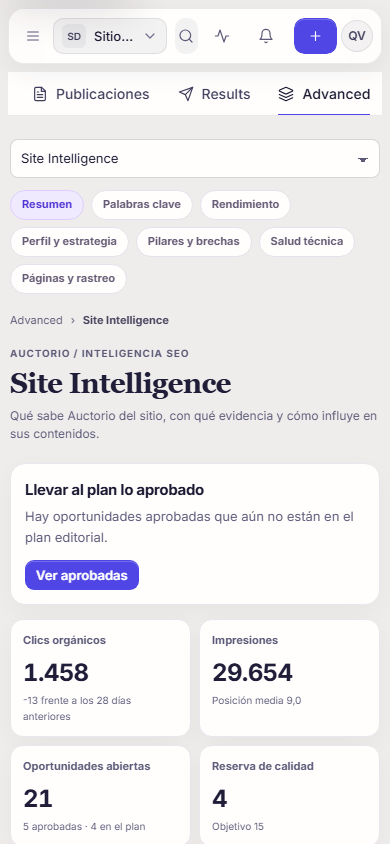 SD Sitio...
QV
Publicaciones Results Advanced
Site Intelligence
Resumen Palabras clave Rendimiento
Perfil y estrategia Pilares y brechas Salud técnica
Páginas y rastreo
Advanced › Site Intelligence
AUCTORIO / INTELIGENCIA SEO
Site Intelligence
Qué sabe Auctorio del sitio, con qué evidencia y cómo influye en
sus contenidos.
Llevar al plan lo aprobado
Hay oportunidades aprobadas que aún no están en el
plan editorial.
Ver aprobadas
Clics orgánicos
1.458
-13 frente a los 28 días
anteriores
Impresiones
29.654
Posición media 9,0
Oportunidades abiertas
21
5 aprobadas · 4 en el plan
Reserva de calidad
4
Objetivo 15